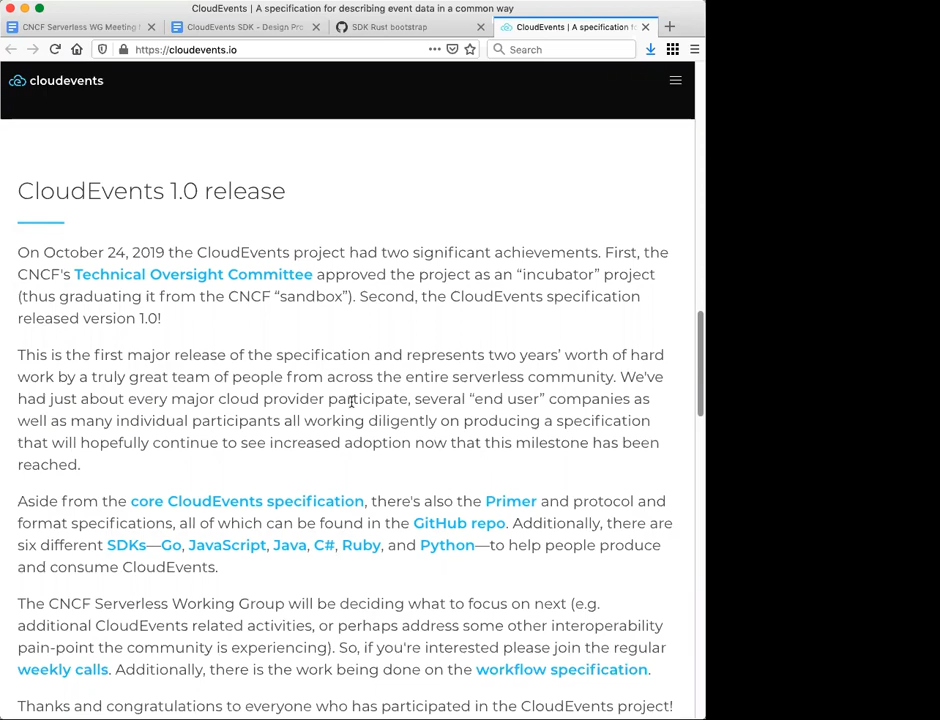 CloudEvents | A specification for describing event data in a common way
CNCF Serverless WG Meeting
CloudEvents SDK - Design Pro
SDK Rust bootstrap
CloudEvents | A specification fo
https://cloudevents.io
Search
cloudevents
CloudEvents 1.0 release
On October 24, 2019 the CloudEvents project had two significant achievements. First, the
CNCF's Technical Oversight Committee approved the project as an “incubator” project
(thus graduating it from the CNCF “sandbox”). Second, the CloudEvents specification
released version 1.0!
This is the first major release of the specification and represents two years’ worth of hard
work by a truly great team of people from across the entire serverless community. We've
had just about every major cloud provider participate, several “end user” companies as
well as many individual participants all working diligently on producing a specification
that will hopefully continue to see increased adoption now that this milestone has been
reached.
Aside from the core CloudEvents specification, there's also the Primer and protocol and
format specifications, all of which can be found in the GitHub repo. Additionally, there are
six different SDKs—Go, JavaScript, Java, C#, Ruby, and Python—to help people produce
and consume CloudEvents.
The CNCF Serverless Working Group will be deciding what to focus on next (e.g.
additional CloudEvents related activities, or perhaps address some other interoperability
pain-point the community is experiencing). So, if you're interested please join the regular
weekly calls. Additionally, there is the work being done on the workflow specification.
Thanks and congratulations to everyone who has participated in the CloudEvents project!